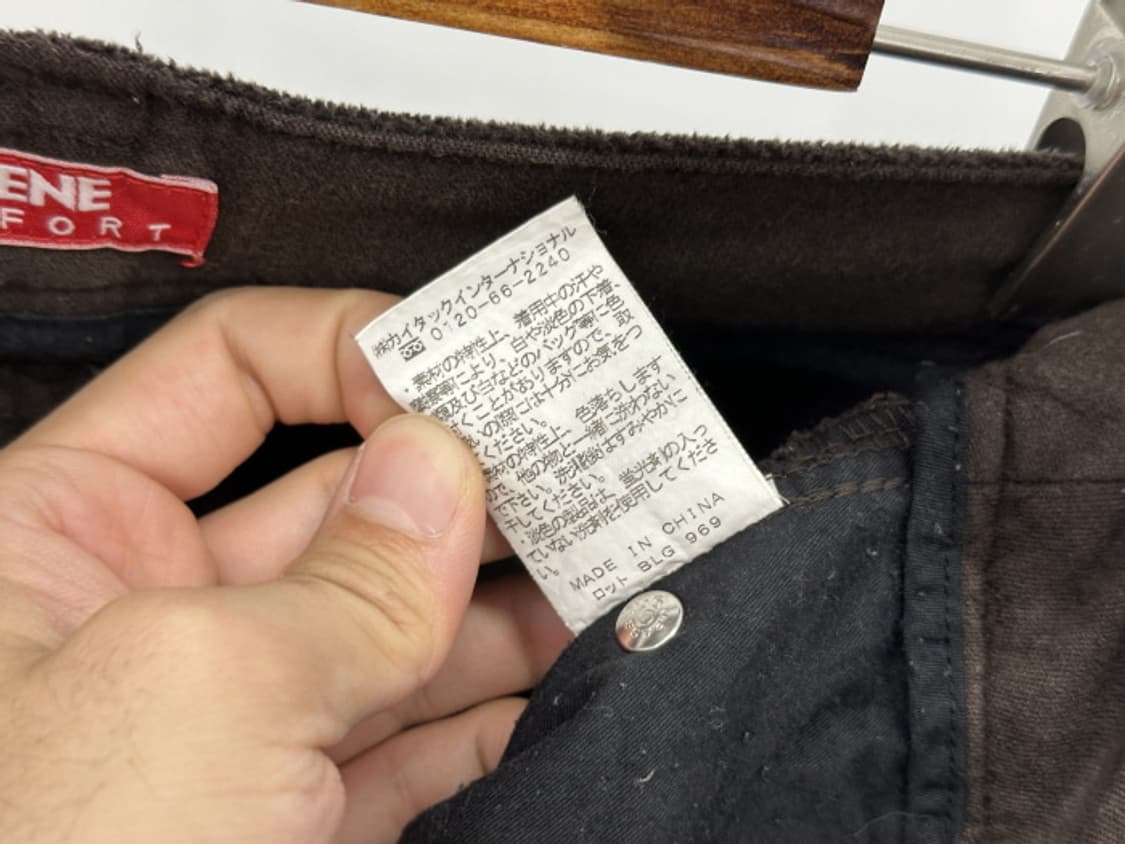 ENE
FORT
㈱カイタックインターナショナル
0120-66-2240
・素材の特性上、着用中の汗や
摩擦等により、白や淡色の下着、
及び白などのバッグ等に色
くことがありますので、取
いの際には十分にお気をつ
ください。
素材の特性上、色落ちします
ので、他の物と一緒に洗わない
で下さい。洗濯後はすみやかに
干してください。
・淡色の製品は、蛍光剤の入っ
ていない洗剤を使用してくださ
い。
MADE IN CHINA
ロット BLG 969